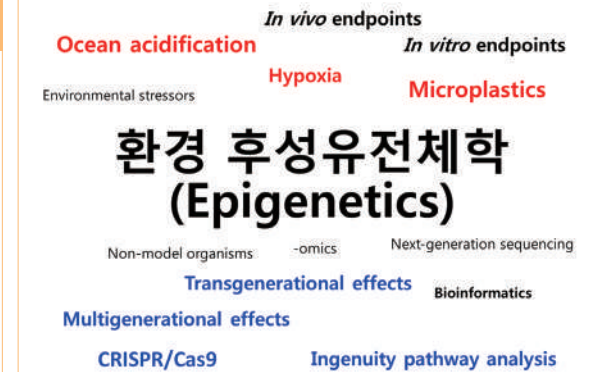 In vivo endpoints
Ocean acidification
In vitro endpoints
Hypoxia
Microplastics
Environmental stressors
환경 후성유전체학
(Epigenetics)
Non-model organisms
-omics
Next-generation sequencing
Transgenerational effects
Bioinformatics
Multigenerational effects
CRISPR/Cas9
Ingenuity pathway analysis